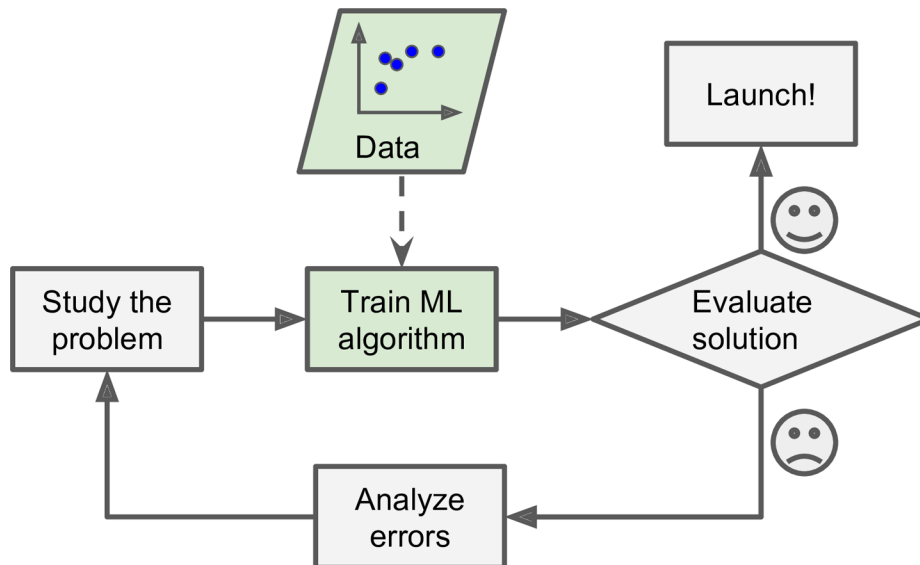 Data
Launch!
Study the
problem
Train ML
algorithm
Evaluate
solution
Analyze
errors